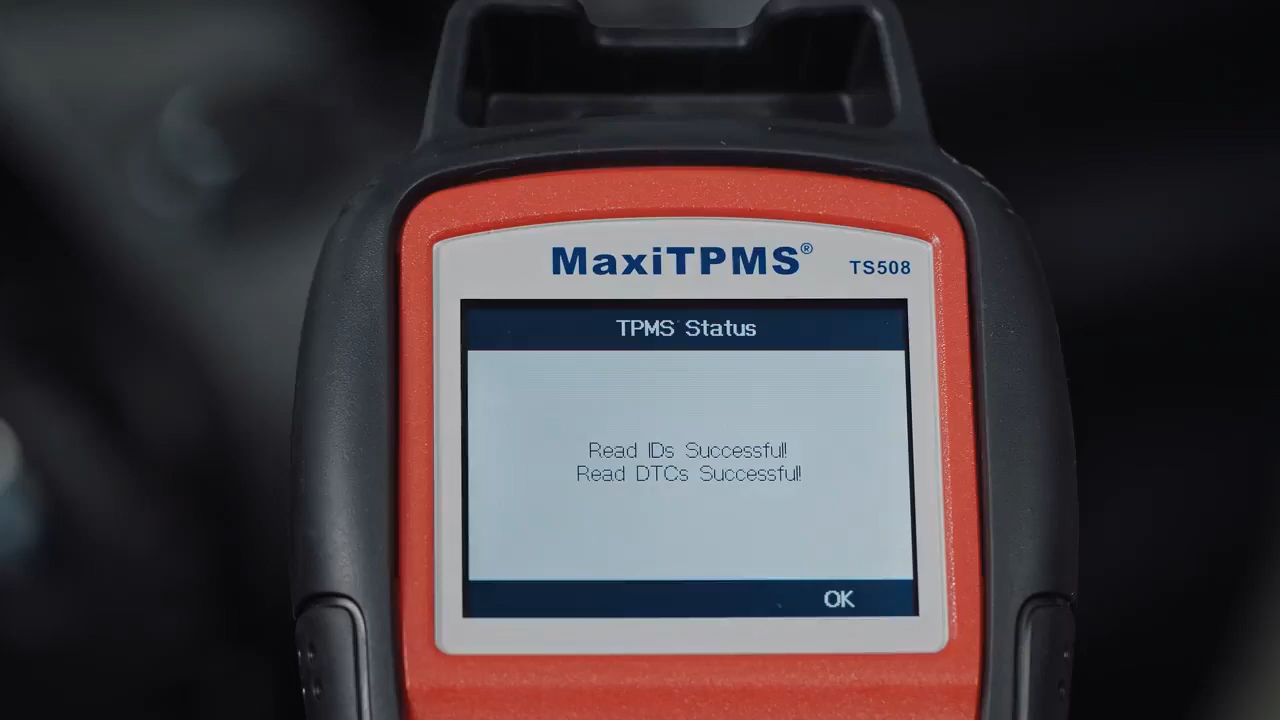 MaxiTPMS®
TS508
TPMS Status
Read IDs Successful!
Read DTCs Successful!
OK